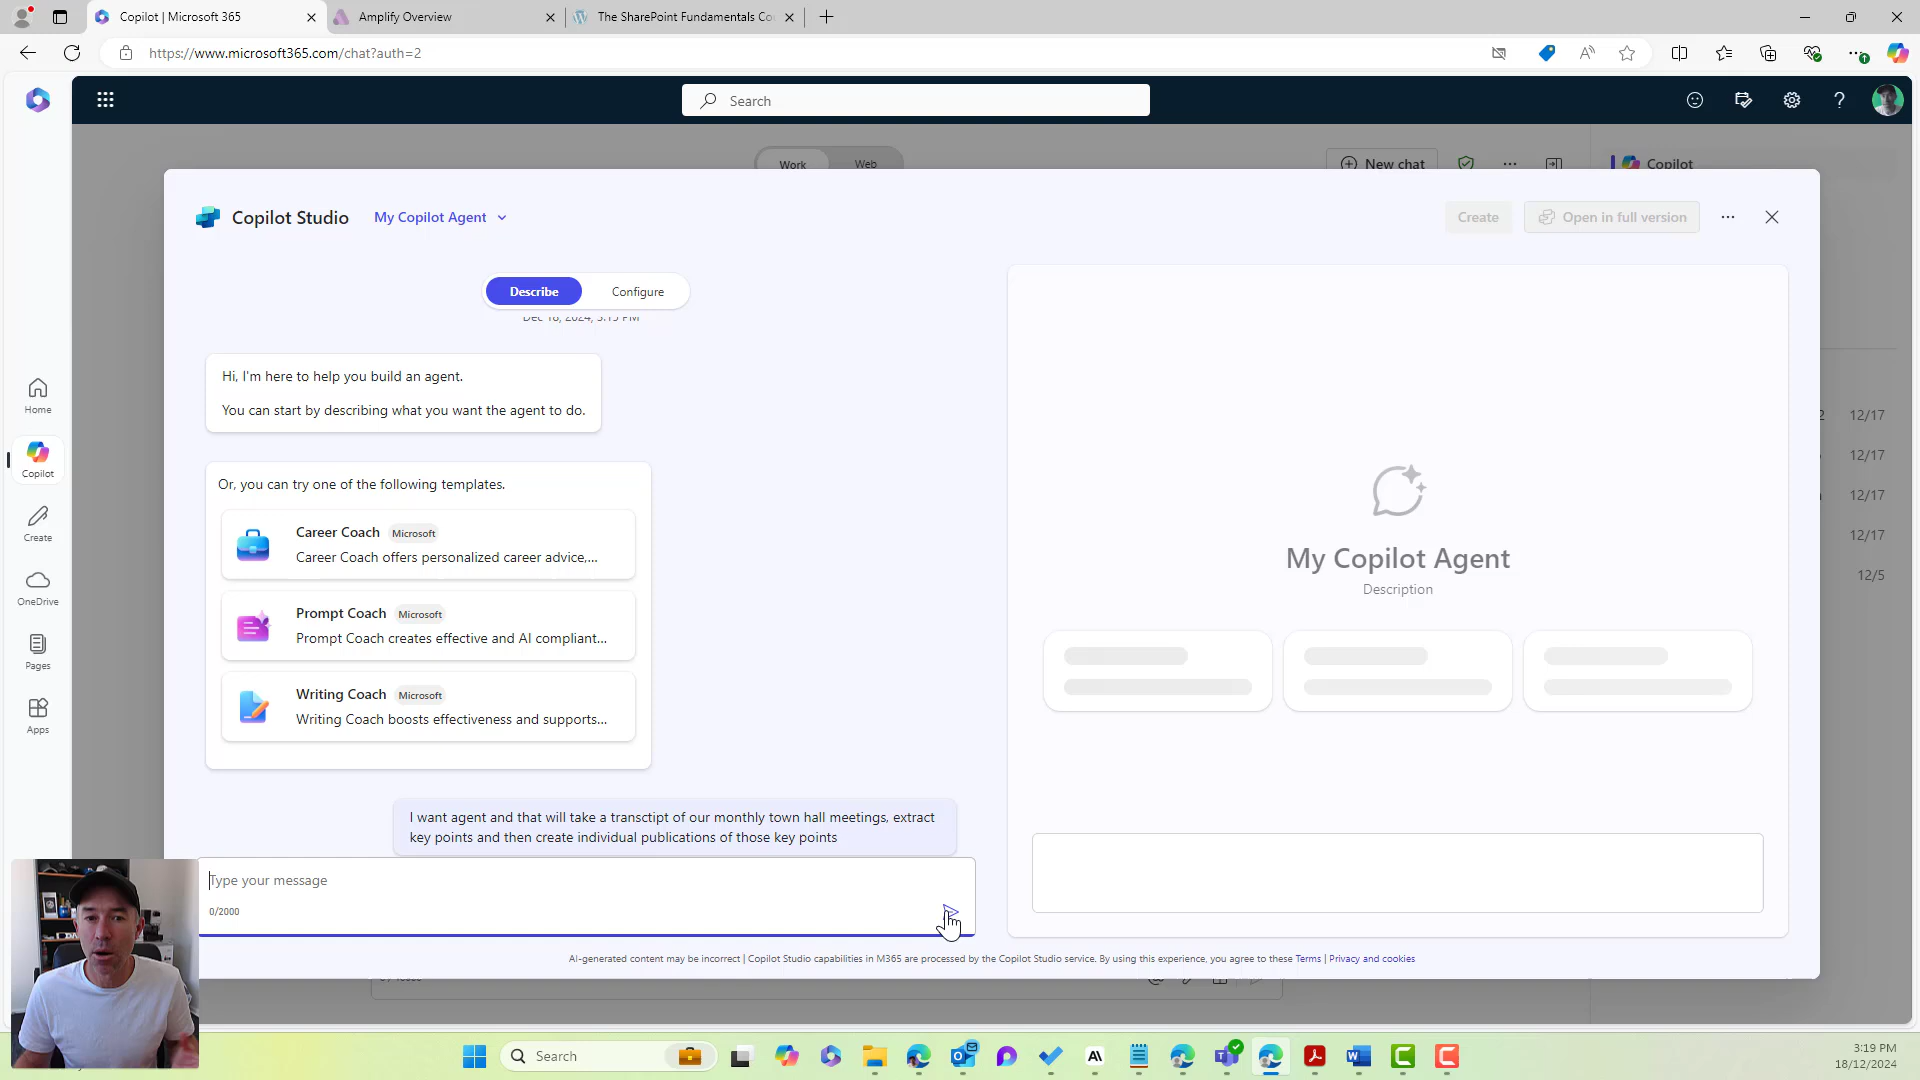 Copilot | Microsoft 365
Amplify Overview
The SharePoint Fundamentals Co
https://www.microsoft365.com/chat?auth=2
Search
Work
Web
New chat
Copilot
Copilot Studio
My Copilot Agent
Create
Open in full version
Describe
Configure
Dec 18, 2024, 3:19 PM
Hi, I'm here to help you build an agent.
You can start by describing what you want the agent to do.
Or, you can try one of the following templates.
Career Coach Microsoft
Career Coach offers personalized career advice,...
Prompt Coach Microsoft
Prompt Coach creates effective and AI compliant...
Writing Coach Microsoft
Writing Coach boosts effectiveness and supports...
I want agent and that will take a transctipt of our monthly town hall meetings, extract
key points and then create individual publications of those key points
Type your message
0/2000
My Copilot Agent
Description
AI-generated content may be incorrect | Copilot Studio capabilities in M365 are processed by the Copilot Studio service. By using this experience, you agree to these Terms | Privacy and cookies
Home
Copilot
Create
OneDrive
Pages
Apps
2 12/17
12/17
12/17
12/17
12/5
Search
3:19 PM
18/12/2024